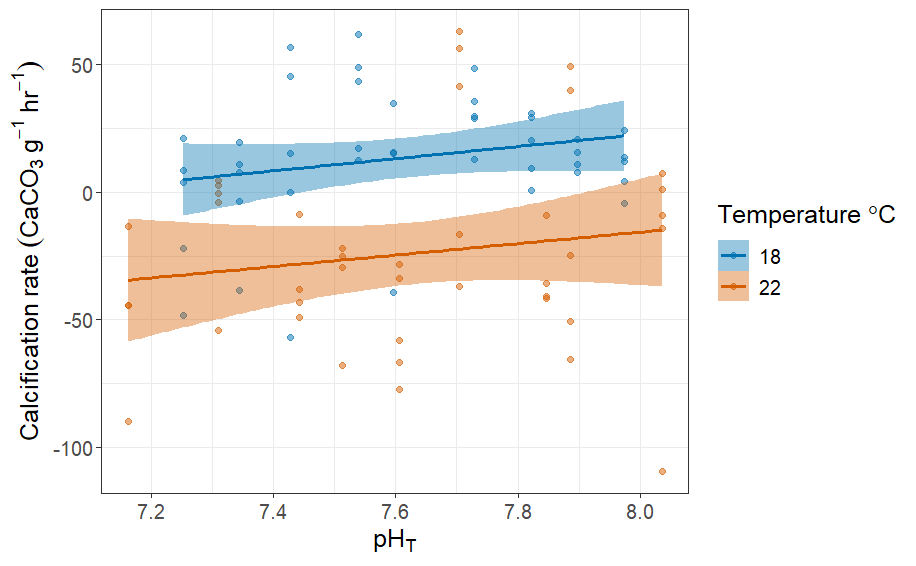 Calcification rate (CaCO₃ g⁻¹ hr⁻¹)
50
0
-50
-100
7.2 7.4 7.6 7.8 8.0
pH_T
Temperature °C
18
22